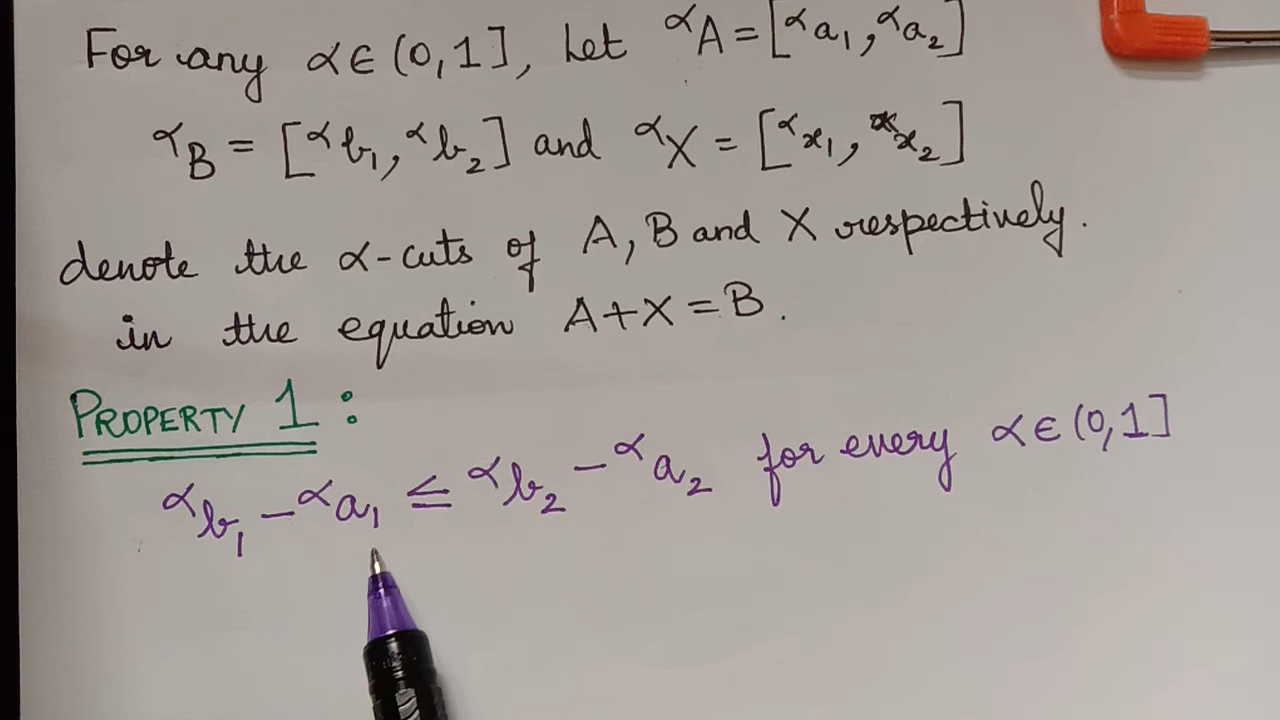 For any α ∈ (0, 1], Let ᵅA = [ᵅa₁, ᵅa₂]
ᵅB = [ᵅb₁, ᵅb₂] and ᵅX = [ᵅx₁, ᵅx₂]
denote the α-cuts of A, B and X respectively.
in the equation A+X = B.
PROPERTY 1 :
ᵅb₁ - ᵅa₁ ≤ ᵅb₂ - ᵅa₂ for every α ∈ (0, 1]